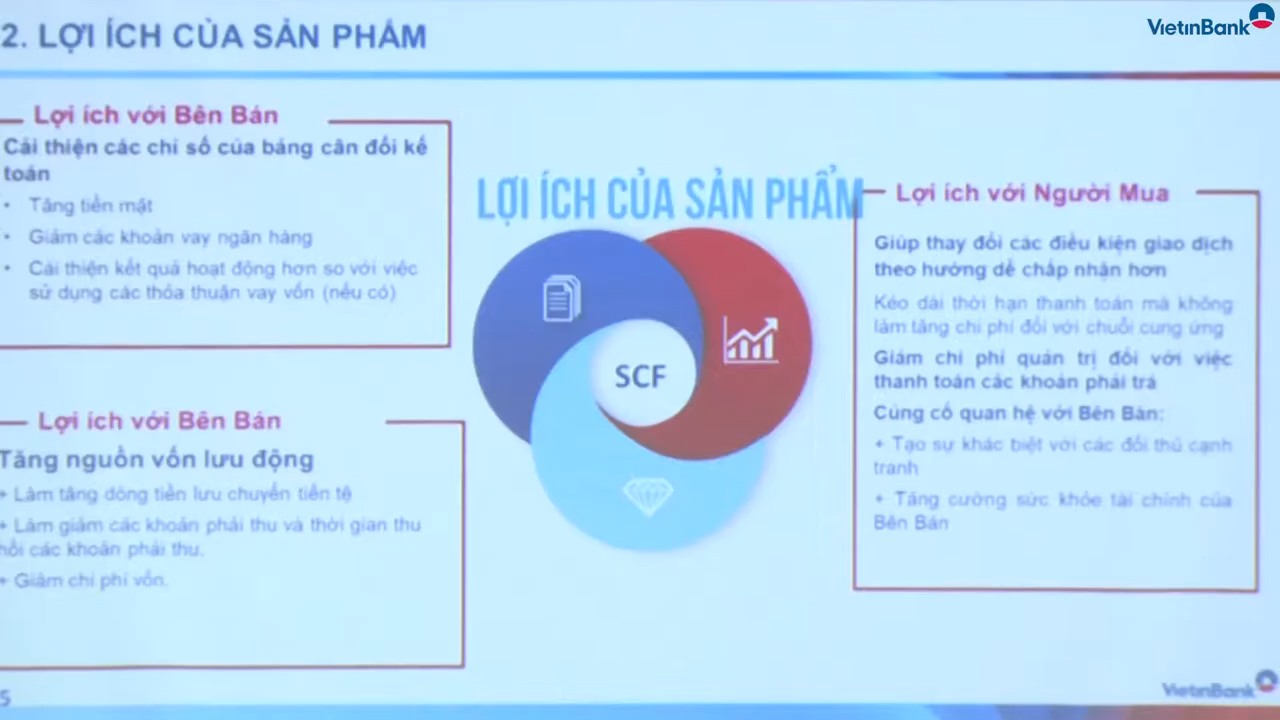 2. LỢI ÍCH CỦA SẢN PHẨM
VietinBank
Lợi ích với Bên Bán
Cải thiện các chỉ số của bảng cân đối kế
toán
• Tăng tiền mặt
• Giảm các khoản vay ngân hàng
• Cải thiện kết quả hoạt động hơn so với việc
sử dụng các thỏa thuận vay vốn (nếu có)
Lợi ích với Bên Bán
Tăng nguồn vốn lưu động
+ Làm tăng dòng tiền lưu chuyển tiền tệ
+ Làm giảm các khoản phải thu và thời gian thu
hồi các khoản phải thu.
+ Giảm chi phí vốn.
LỢI ÍCH CỦA SẢN PHẨM
SCF
Lợi ích với Người Mua
Giúp thay đổi các điều kiện giao dịch
theo hướng dễ chấp nhận hơn
Kéo dài thời hạn thanh toán mà không
làm tăng chi phí đối với chuỗi cung ứng
Giảm chi phí quản trị đối với việc
thanh toán các khoản phải trả
Củng cố quan hệ với Bên Bán:
+ Tạo sự khác biệt với các đối thủ cạnh
tranh
+ Tăng cường sức khỏe tài chính của
Bên Bán
5
VietinBank